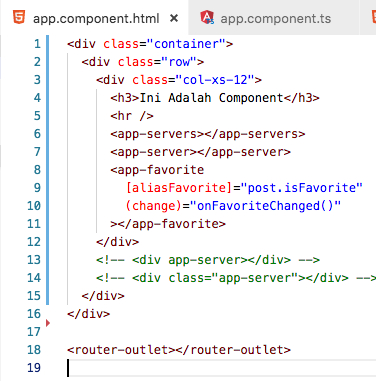 app.component.html × app.component.ts
1 <div class="container">
2 <div class="row">
3 <div class="col-xs-12">
4 <h3>Ini Adalah Component</h3>
5 <hr />
6 <app-servers></app-servers>
7 <app-server></app-server>
8 <app-favorite
9 [aliasFavorite]="post.isFavorite"
10 (change)="onFavoriteChanged()"
11 ></app-favorite>
12 </div>
13 <!-- <div app-server></div> -->
14 <!-- <div class="app-server"></div> -->
15 </div>
16 </div>
17
18 <router-outlet></router-outlet>
19